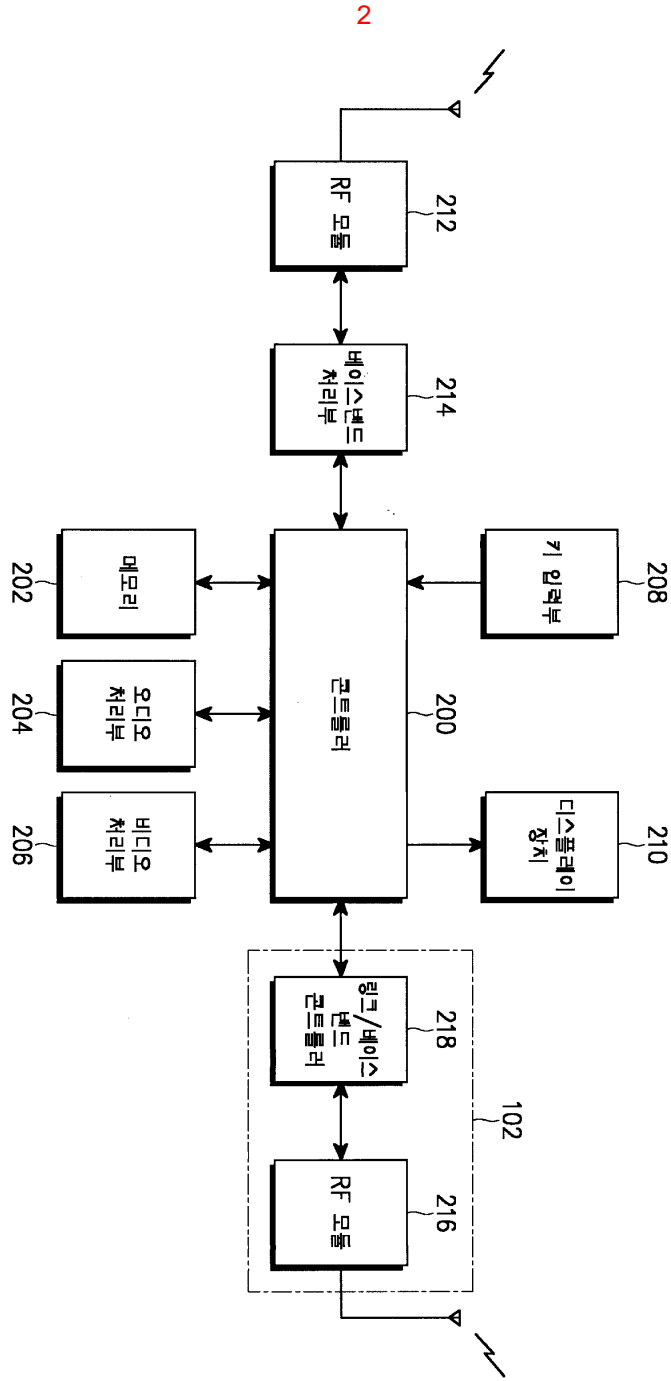 2
RF 모듈
212
베이스밴드
처리부
214
키 입력부
208
메모리
202
콘트롤러
200
오디오
처리부
204
디스플레이
장치
210
비디오
처리부
206
링크/베이스
밴드
콘트롤러
218
102
RF 모듈
216